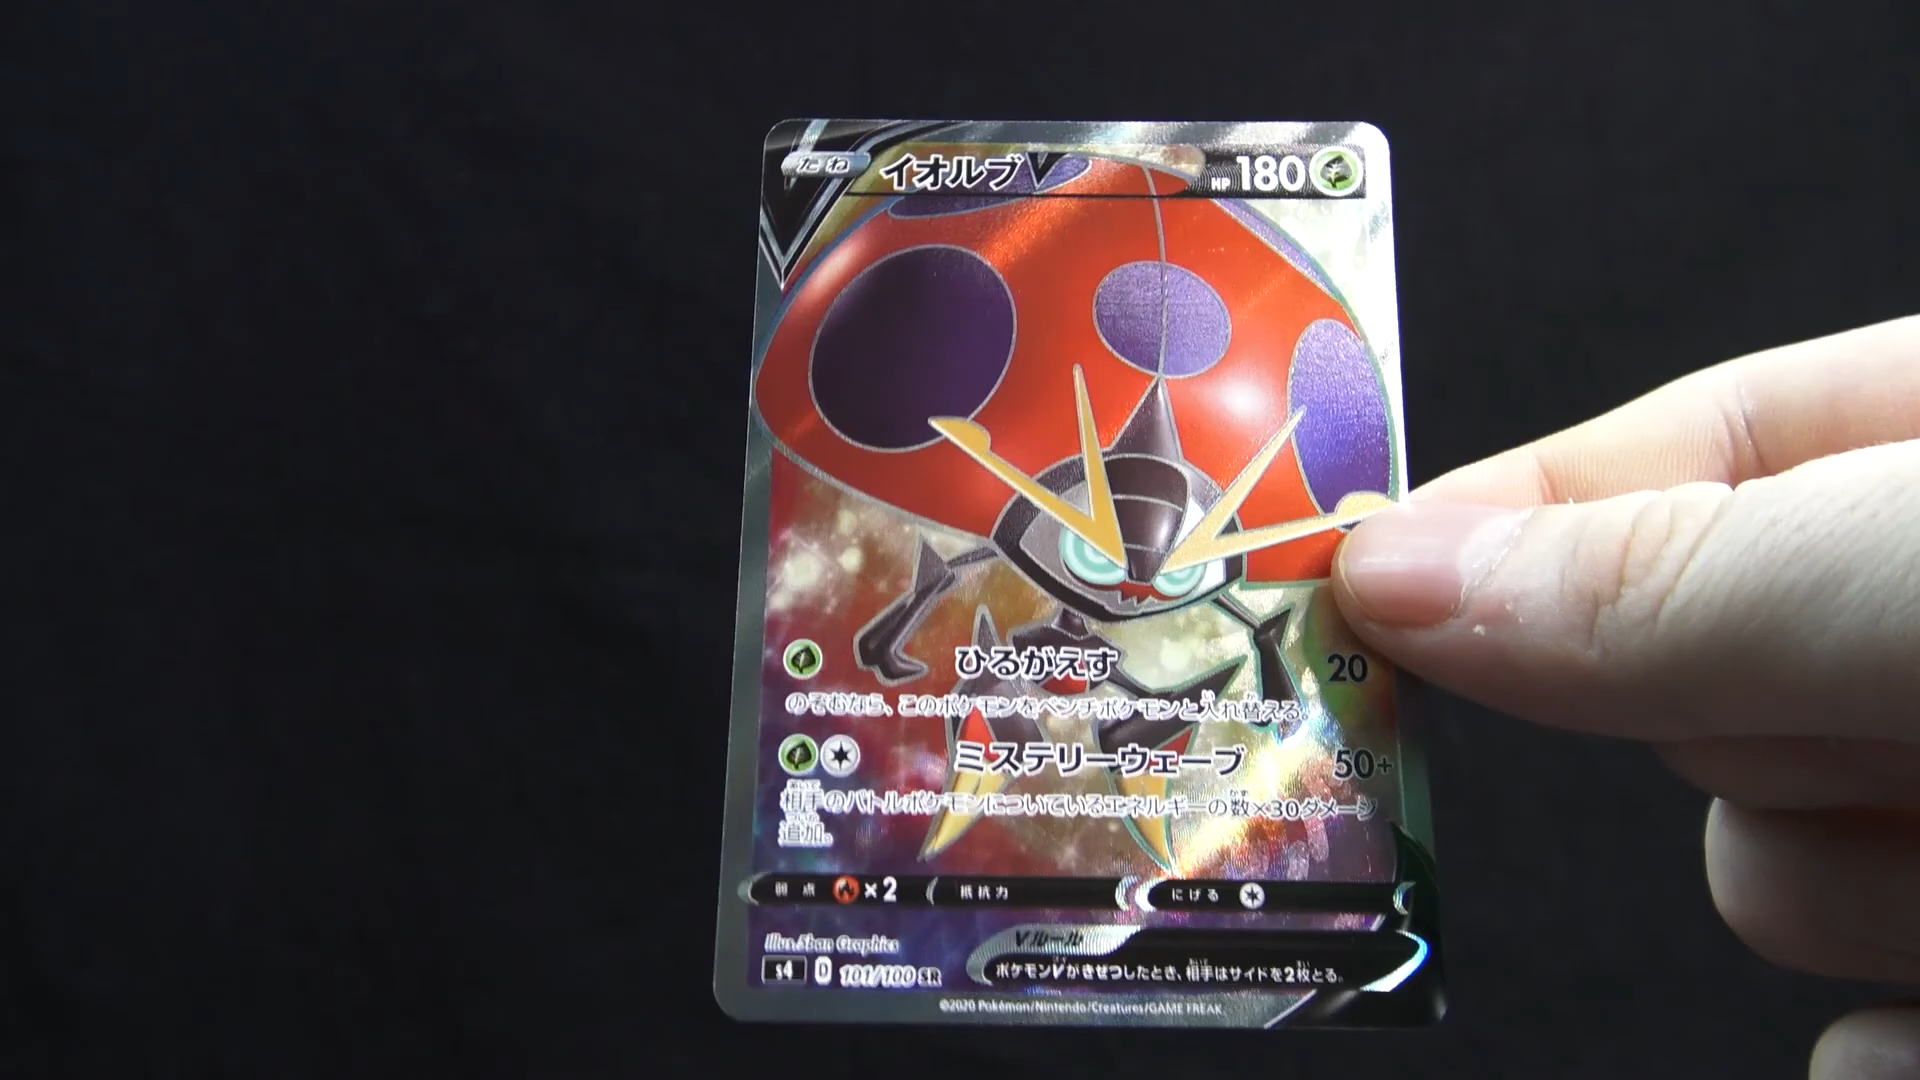 たね イオルブV HP 180
ひるがえす 20
のぞむなら、このポケモンをベンチポケモンと入れ替える。
ミステリーウェーブ 50+
相手のバトルポケモンについているエネルギーの数×30ダメージ
追加。
弱点 ×2 抵抗力 にげる
Vルール
ポケモンVがきぜつしたとき、相手はサイドを2枚とる。
Illus. Shan Graphics
s4 D 101/100 SR
©2020 Pokémon/Nintendo/Creatures/GAME FREAK